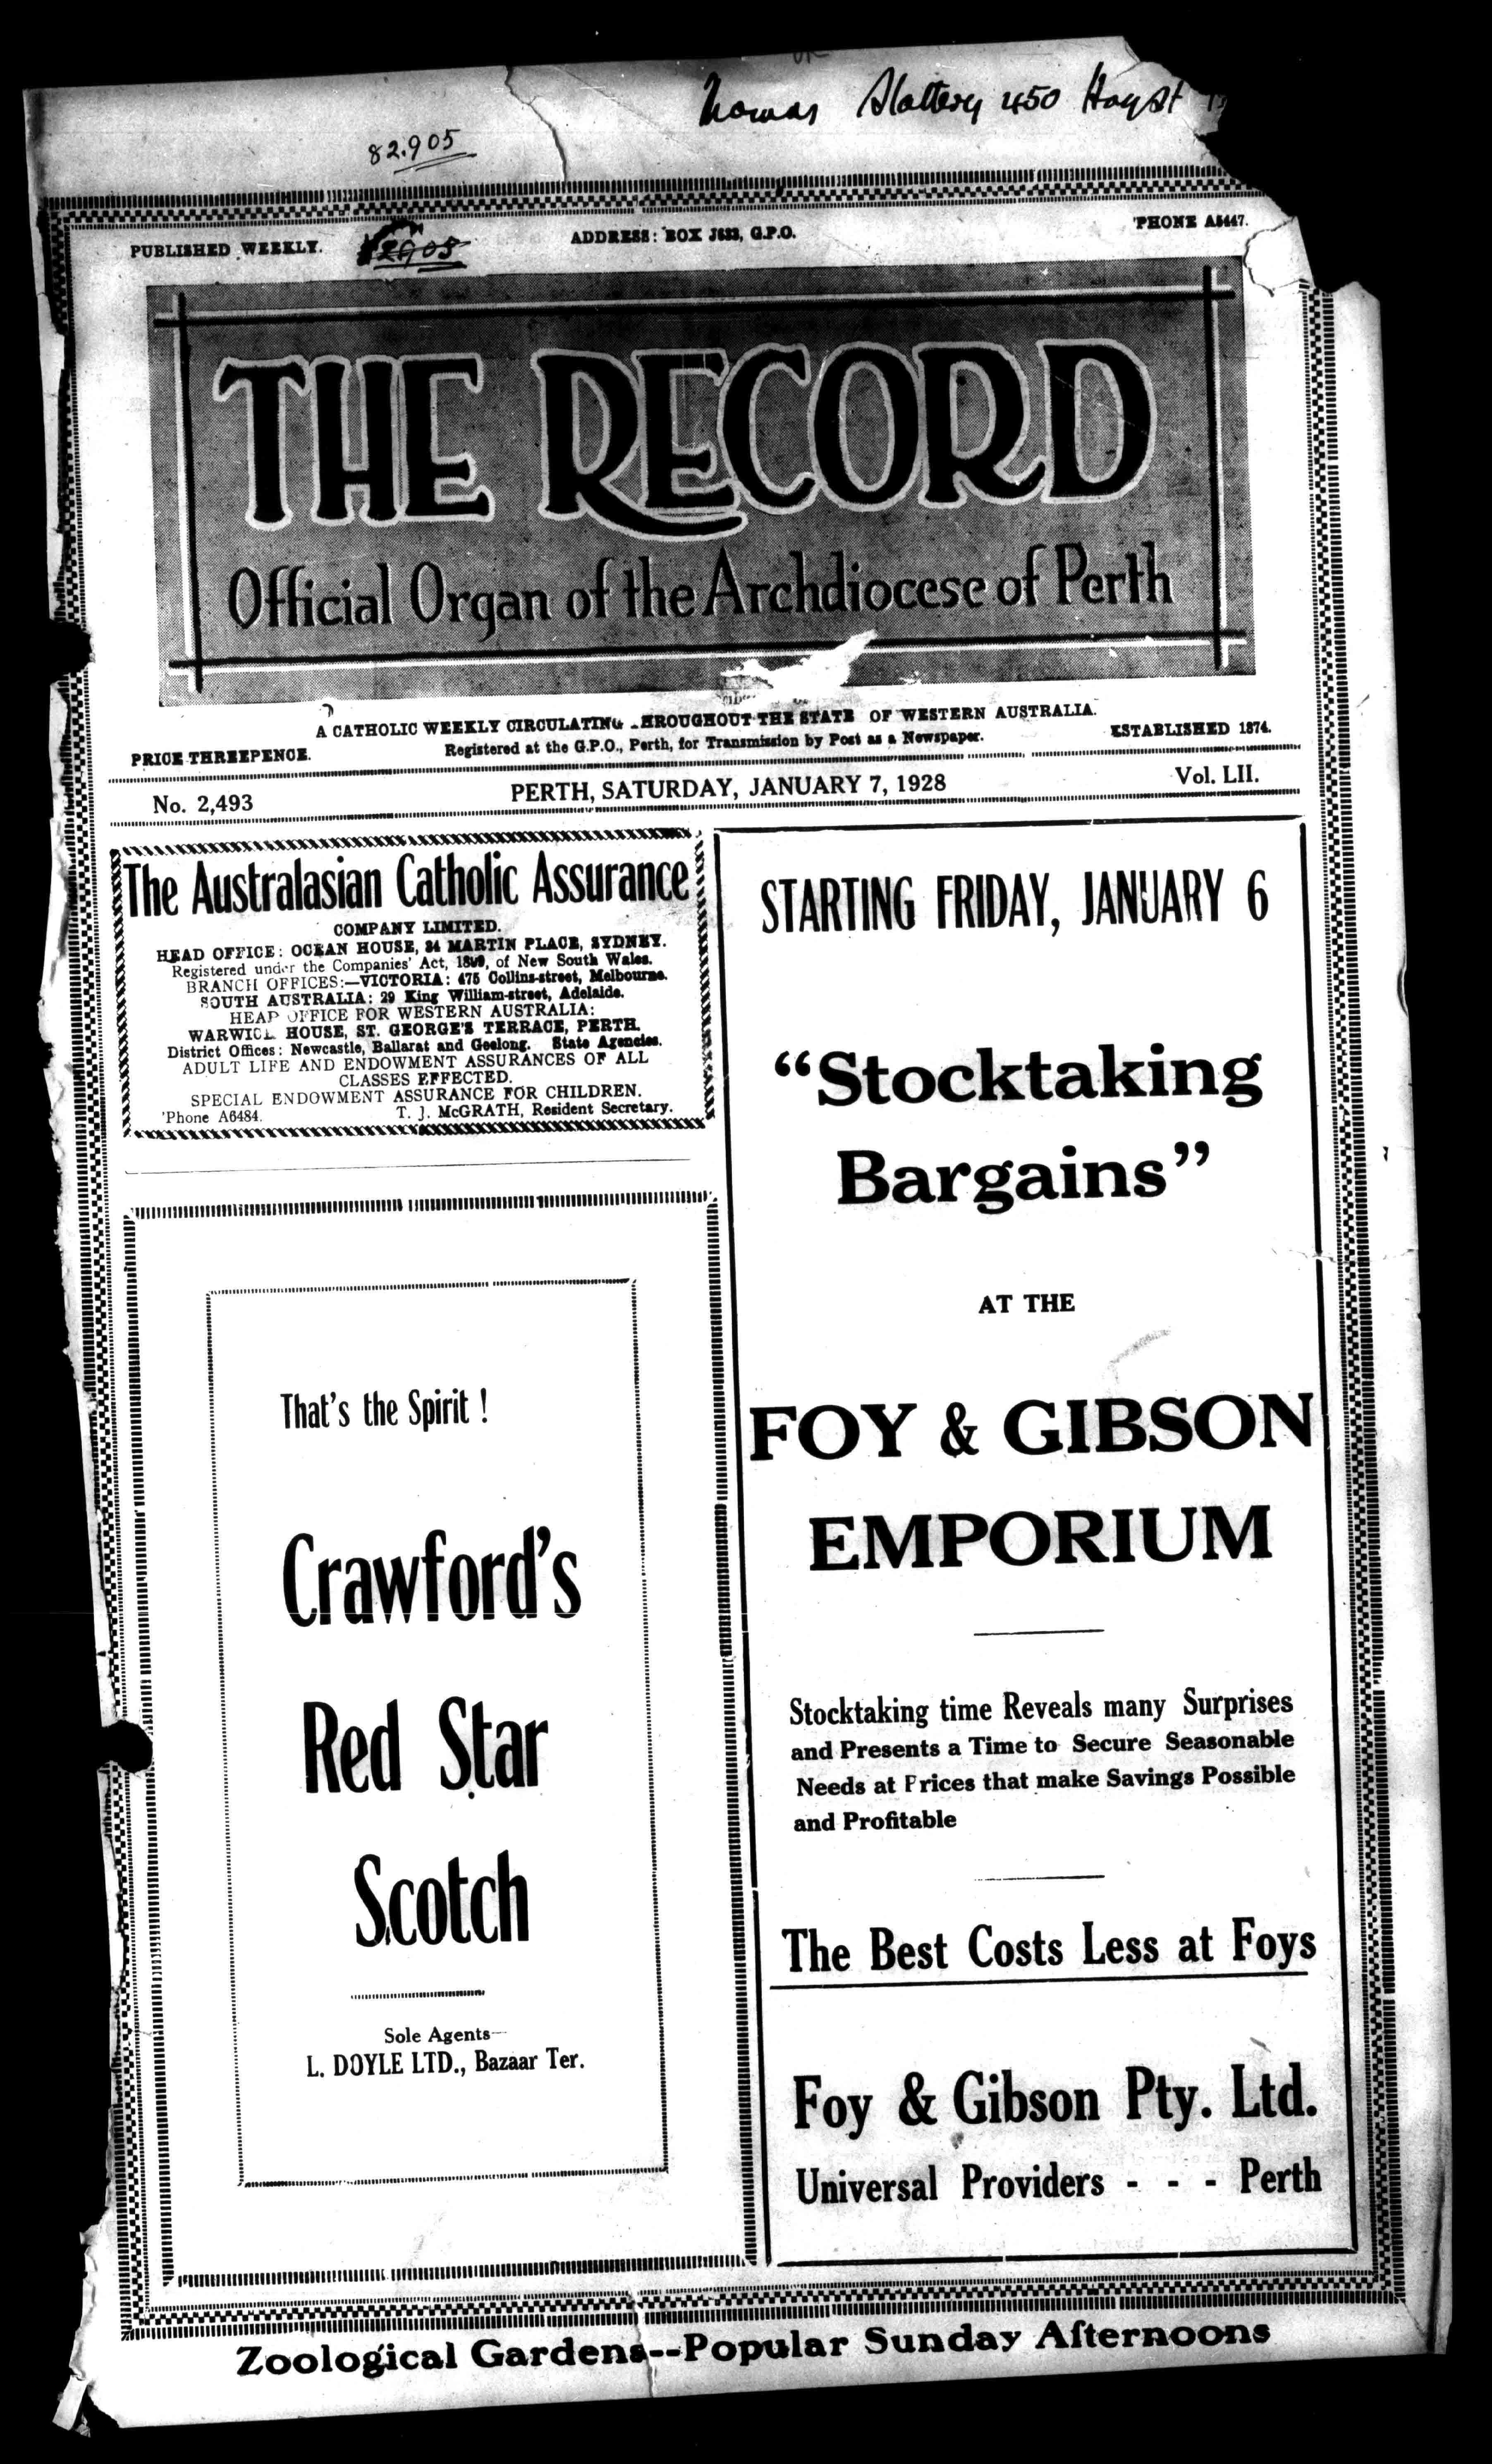 Thomas Slattery 450 Hay St
82.905
PUBLISHED WEEKLY.
ADDRESS: BOX J633, G.P.O.
'PHONE A5447.
THE RECORD
Official Organ of the Archdiocese of Perth
A CATHOLIC WEEKLY CIRCULATING THROUGHOUT THE STATE OF WESTERN AUSTRALIA.
PRICE THREEPENCE.
Registered at the G.P.O., Perth, for Transmission by Post as a Newspaper.
ESTABLISHED 1874.
No. 2,493
PERTH, SATURDAY, JANUARY 7, 1928
Vol. LII.
The Australasian Catholic Assurance
COMPANY LIMITED.
HEAD OFFICE: OCEAN HOUSE, 34 MARTIN PLACE, SYDNEY.
Registered under the Companies' Act, 1899, of New South Wales.
BRANCH OFFICES:—VICTORIA: 475 Collins-street, Melbourne.
SOUTH AUSTRALIA: 29 King William-street, Adelaide.
HEAD OFFICE FOR WESTERN AUSTRALIA:
WARWICK HOUSE, ST. GEORGE'S TERRACE, PERTH.
District Offices: Newcastle, Ballarat and Geelong. State Agencies.
ADULT LIFE AND ENDOWMENT ASSURANCES OF ALL
CLASSES EFFECTED.
SPECIAL ENDOWMENT ASSURANCE FOR CHILDREN.
'Phone A6484. T. J. McGRATH, Resident Secretary.
That's the Spirit !
Crawford's
Red Star
Scotch
Sole Agents—
L. DOYLE LTD., Bazaar Ter.
STARTING FRIDAY, JANUARY 6
“Stocktaking
Bargains”
AT THE
FOY & GIBSON
EMPORIUM
Stocktaking time Reveals many Surprises
and Presents a Time to Secure Seasonable
Needs at Prices that make Savings Possible
and Profitable
The Best Costs Less at Foys
Foy & Gibson Pty. Ltd.
Universal Providers - - - Perth
Zoological Gardens--Popular Sunday Afternoons